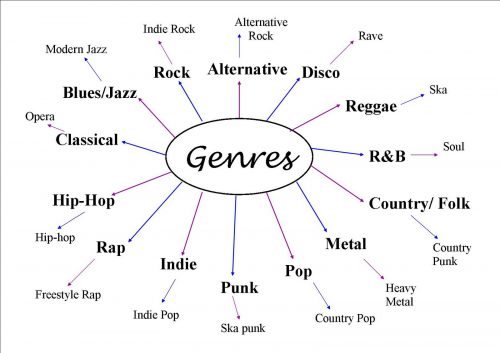 Indie Rock
Alternative
Rock
Rave
Modern Jazz
Rock
Alternative
Disco
Blues/Jazz
Ska
Reggae
Opera
Classical
Genres
R&B
Soul
Hip-Hop
Country/ Folk
Hip-hop
Rap
Indie
Punk
Pop
Metal
Country
Punk
Freestyle Rap
Indie Pop
Ska punk
Country Pop
Heavy
Metal